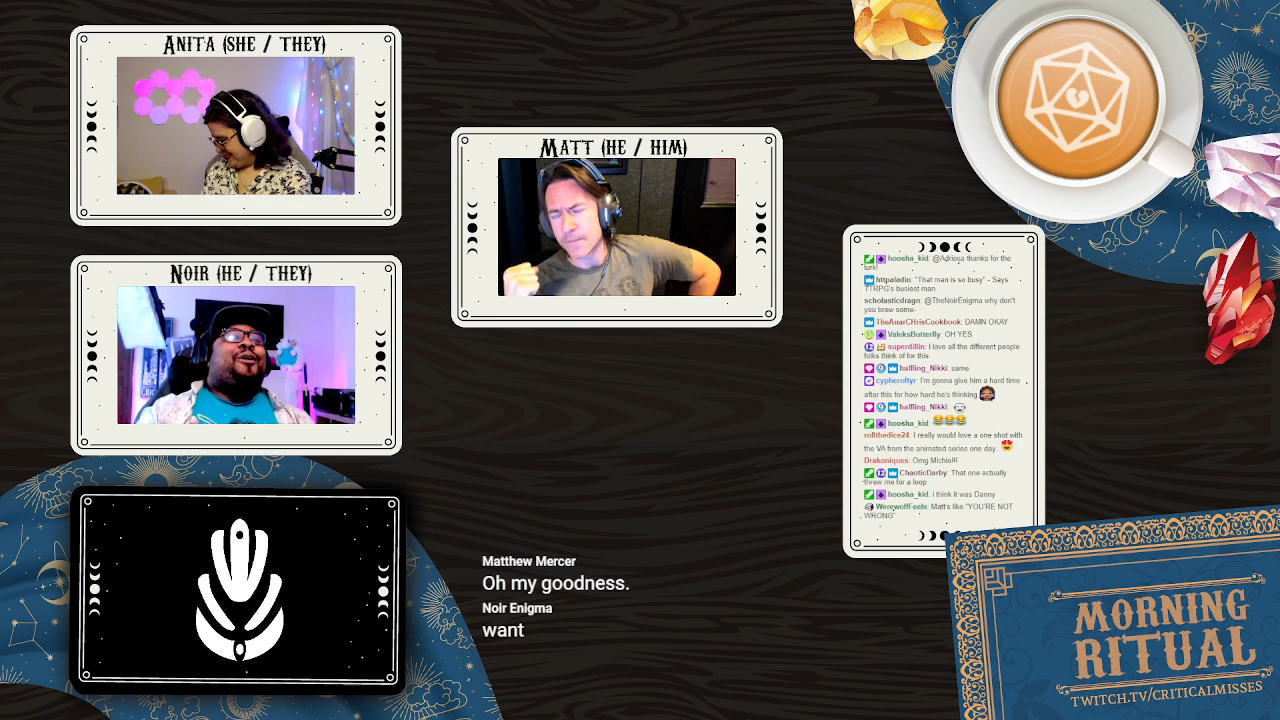 ANITA (SHE / THEY)
MATT (HE / HIM)
NOIR (HE / THEY)
hoosha_kid: @Adriosa thanks for the
lurk!
httpaladin: "That man is so busy" - Says
TTRPG's busiest man
scholasticdragn: @TheNoirEnigma why don't
you brew some-
TheAnarCHrisCookbook: DAMN OKAY
ValeksButterfly: OH YES
superdillin: i love all the different people
folks think of for this
halfling_Nikki: same
cypheroftyr: I'm gonna give him a hard time
after this for how hard he's thinking
halfling_Nikki:
hoosha_kid:
rollthedice24: I really would love a one shot with
the VA from the animated series one day.
Drakoniques: Omg Michie!!!
ChaoticDarby: That one actually
threw me for a loop
hoosha_kid: i think it was Danny
WerewolfFeels: Matt's like "YOU'RE NOT
WRONG"
Matthew Mercer
Oh my goodness.
Noir Enigma
want
MORNING
RITUAL
TWITCH.TV/CRITICALMISSES